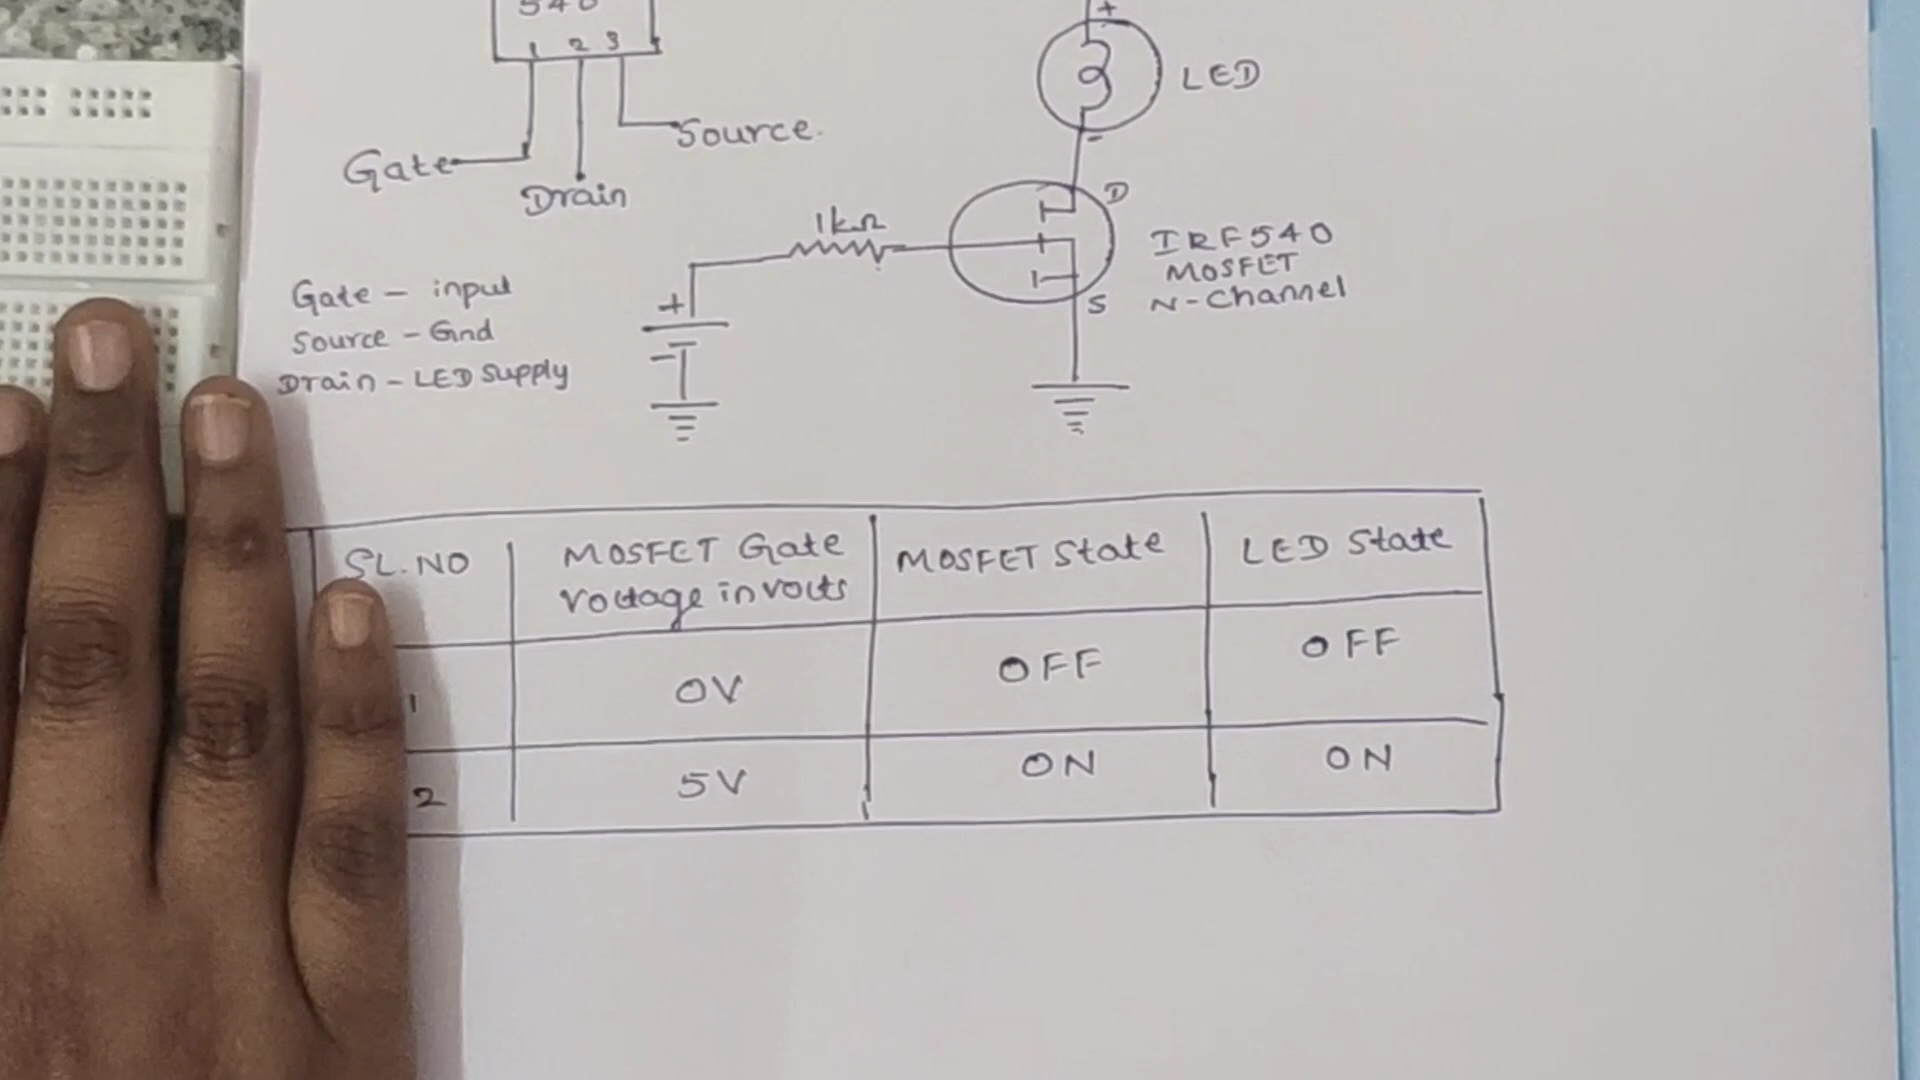 540
1 2 3
Gate
Drain
Source.
Gate - input
Source - Gnd
Drain - LED Supply
+
LED
-
1kΩ
D
S
IRF540
MOSFET
N-Channel
+
-
SL.NO
MOSFET Gate
Voltage in volts
MOSFET State
LED State
1
0V
OFF
OFF
2
5V
ON
ON